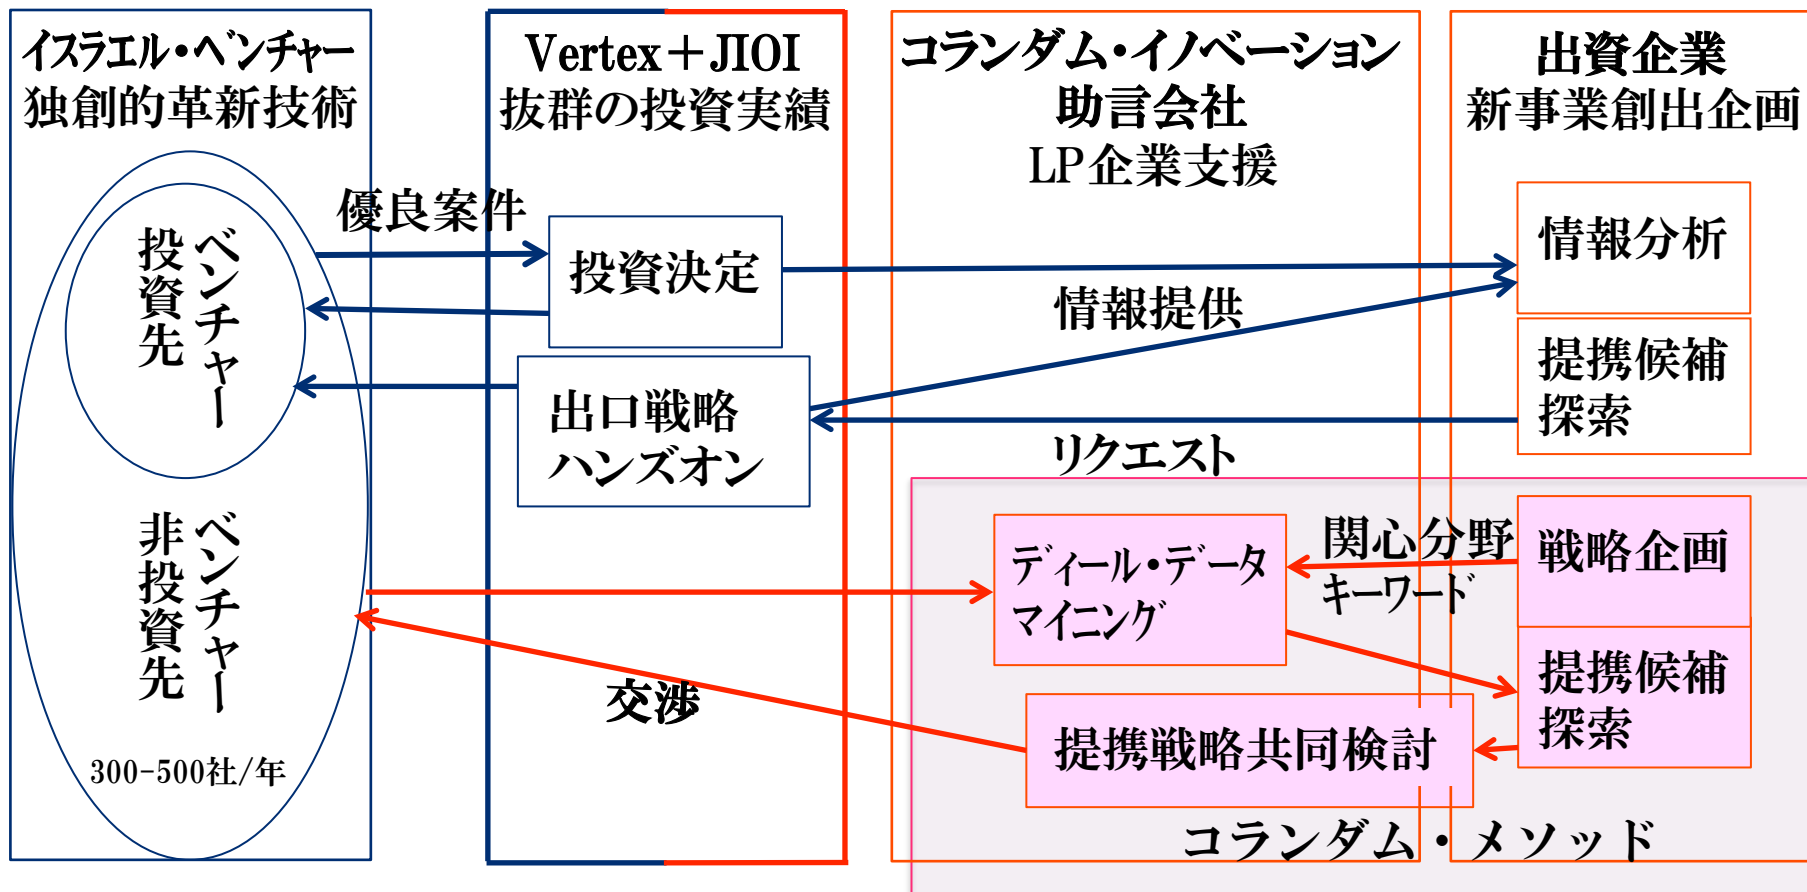 イスラエル・ベンチャー
独創的革新技術
Vertex＋JIOI
抜群の投資実績
コランダム・イノベーション
助言会社
LP企業支援
出資企業
新事業創出企画
優良案件
ベンチャー
投資先
投資決定
情報提供
情報分析
提携候補
探索
出口戦略
ハンズオン
リクエスト
ベンチャー
非投資先
300-500社/年
ディール・データ
マイニング
関心分野
キーワード
戦略企画
提携候補
探索
交渉
提携戦略共同検討
コランダム・メソッド